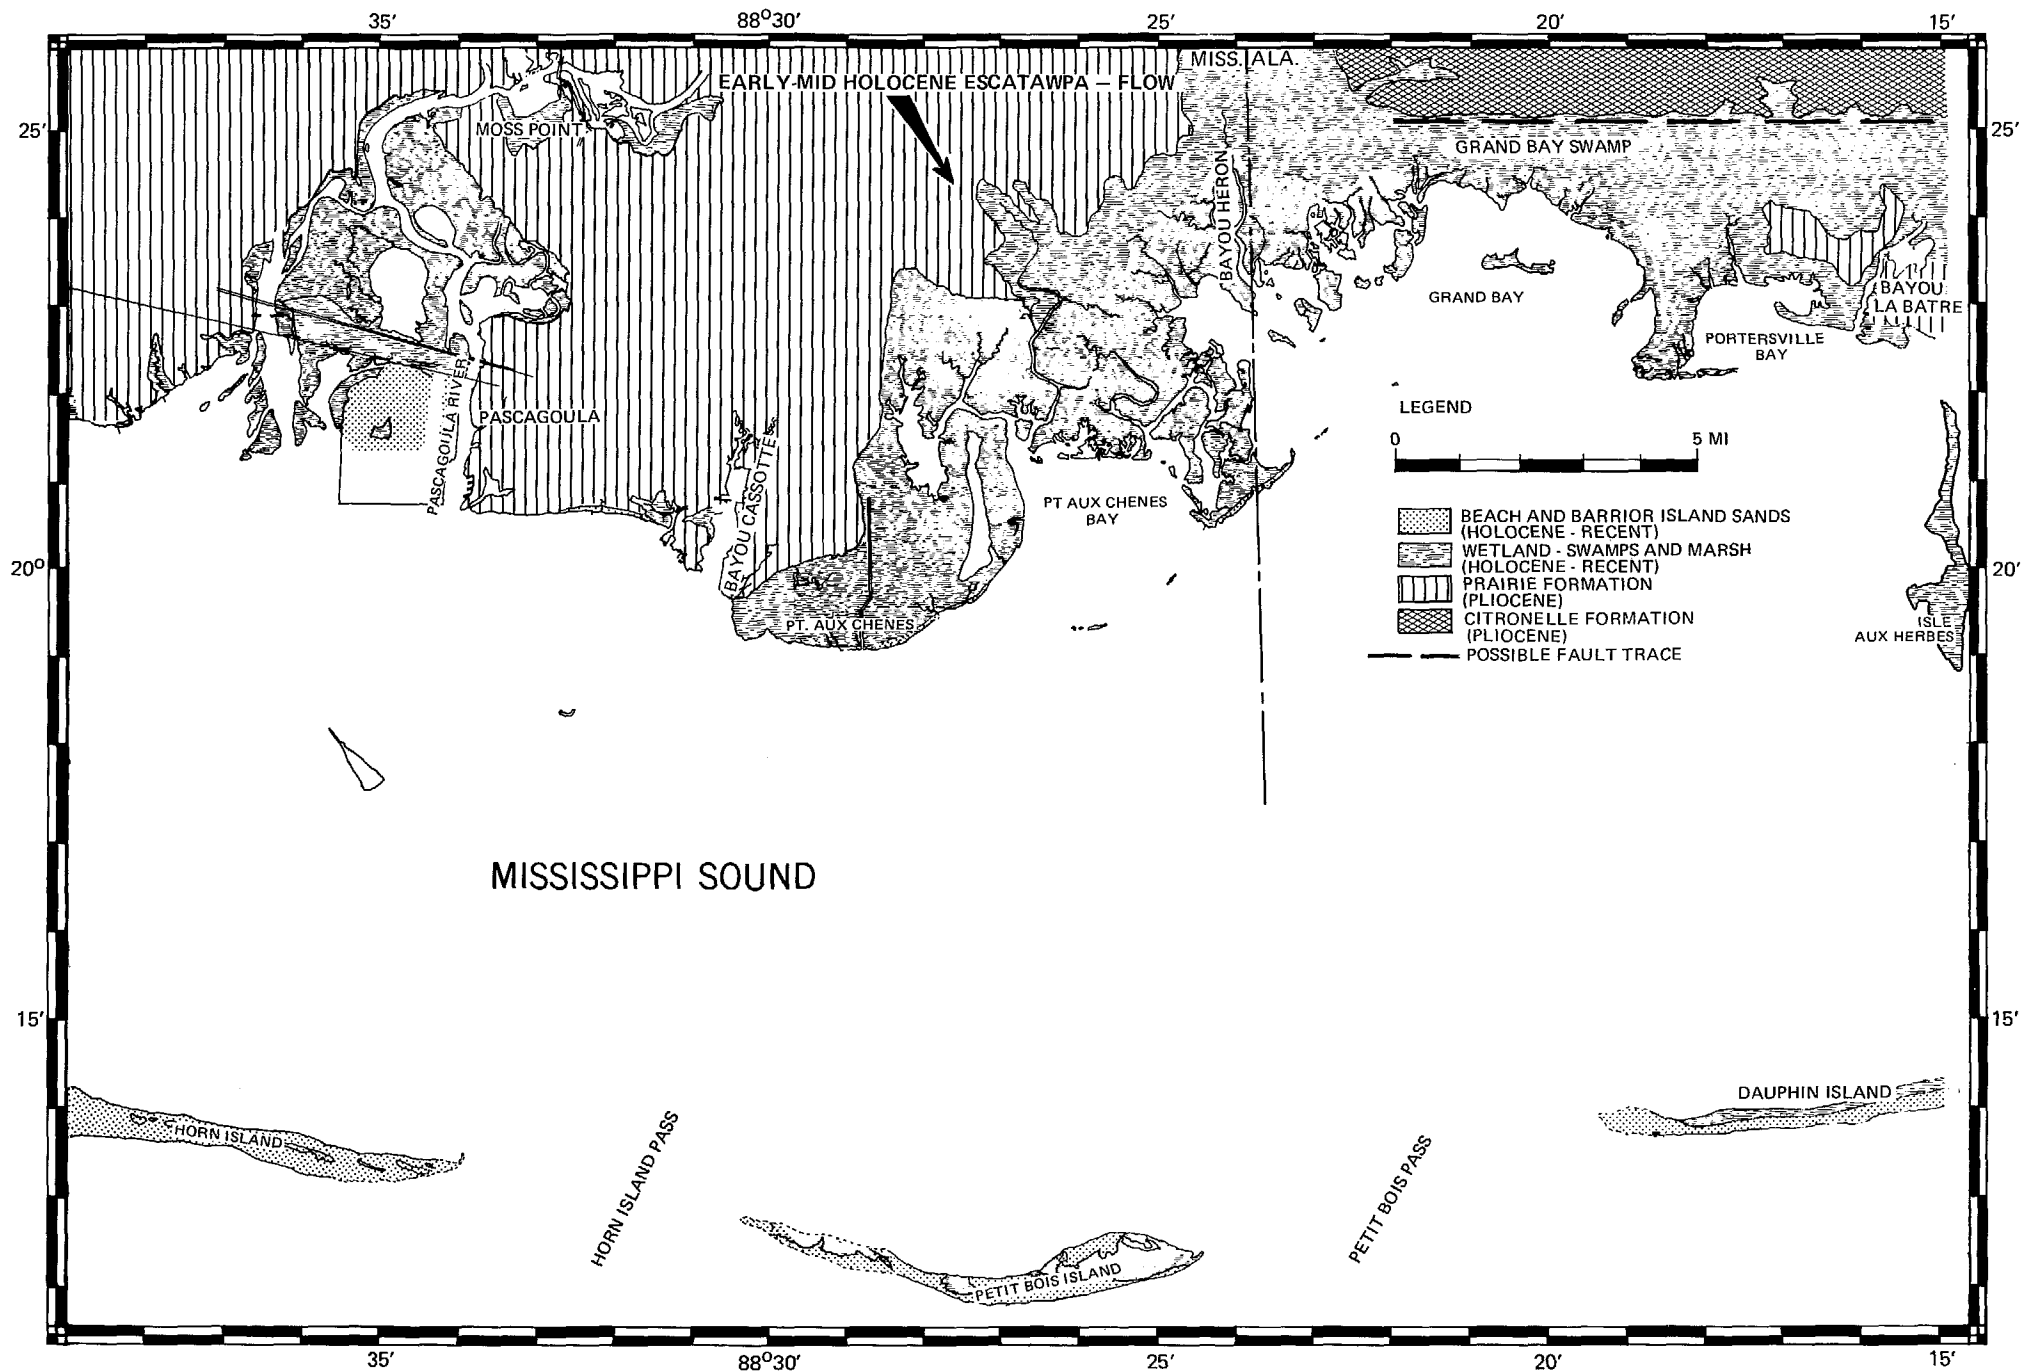 35′ 88°30′ 25′ 20′ 15′
MISS. ALA.
EARLY-MID HOLOCENE ESCATAWPA – FLOW
25′
MOSS POINT
25′
GRAND BAY SWAMP
BAYOU HERON
GRAND BAY
BAYOU
LA BATRE
PORTERSVILLE
BAY
PASCAGOULA RIVER
PASCAGOULA
BAYOU CASSOTTE
PT AUX CHENES
BAY
LEGEND
0 5 MI
BEACH AND BARRIOR ISLAND SANDS
(HOLOCENE - RECENT)
WETLAND - SWAMPS AND MARSH
(HOLOCENE - RECENT)
PRAIRIE FORMATION
(PLIOCENE)
CITRONELLE FORMATION
(PLIOCENE)
POSSIBLE FAULT TRACE
20°
20′
PT. AUX CHENES
ISLE
AUX HERBES
MISSISSIPPI SOUND
15′
15′
HORN ISLAND
HORN ISLAND PASS
PETIT BOIS ISLAND
PETIT BOIS PASS
DAUPHIN ISLAND
35′ 88°30′ 25′ 20′ 15′